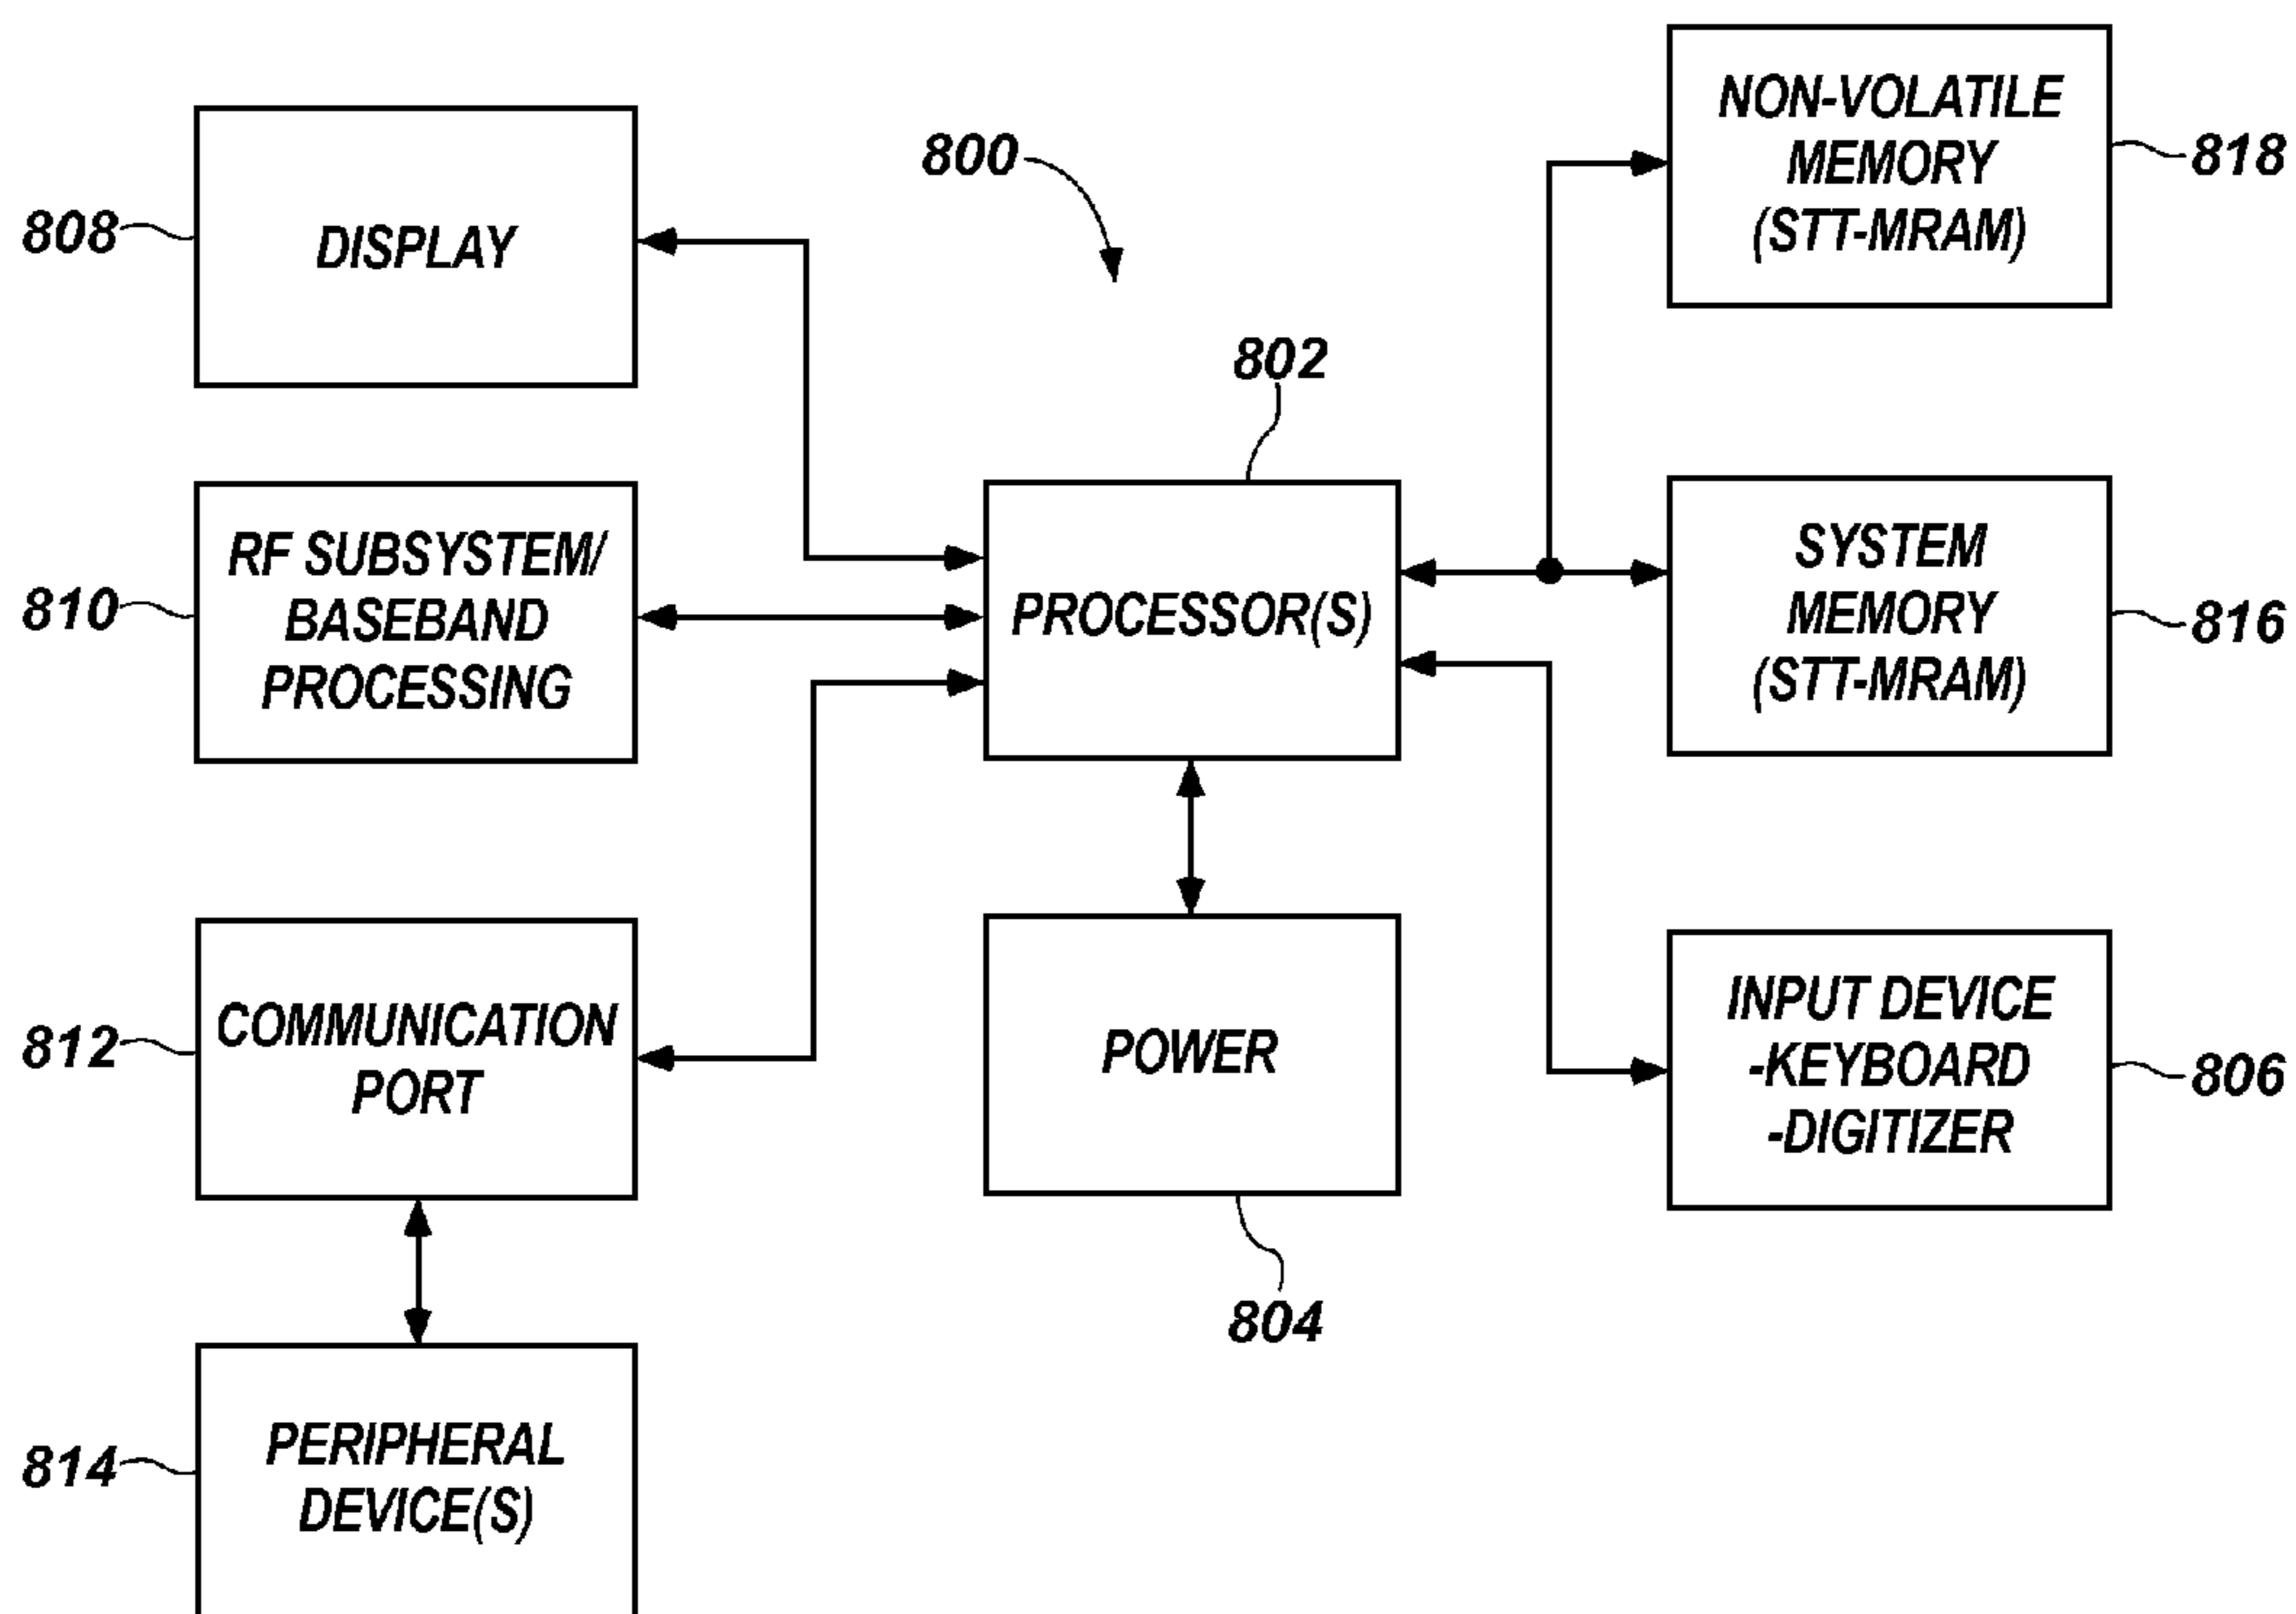 800
808
DISPLAY
NON-VOLATILE
MEMORY
(STT-MRAM)
818
802
810
RF SUBSYSTEM/
BASEBAND
PROCESSING
PROCESSOR(S)
SYSTEM
MEMORY
(STT-MRAM)
816
812
COMMUNICATION
PORT
POWER
804
INPUT DEVICE
-KEYBOARD
-DIGITIZER
806
814
PERIPHERAL
DEVICE(S)